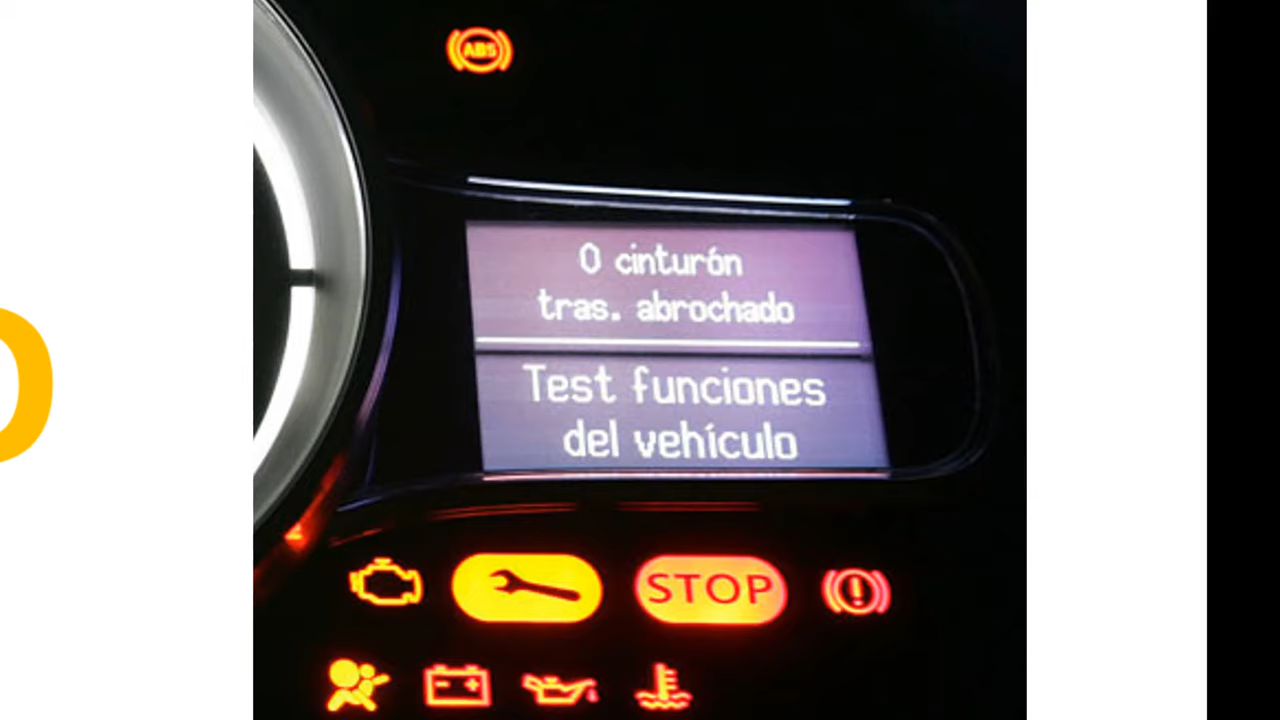 ABS
0 cinturón
tras. abrochado
Test funciones
del vehículo
STOP